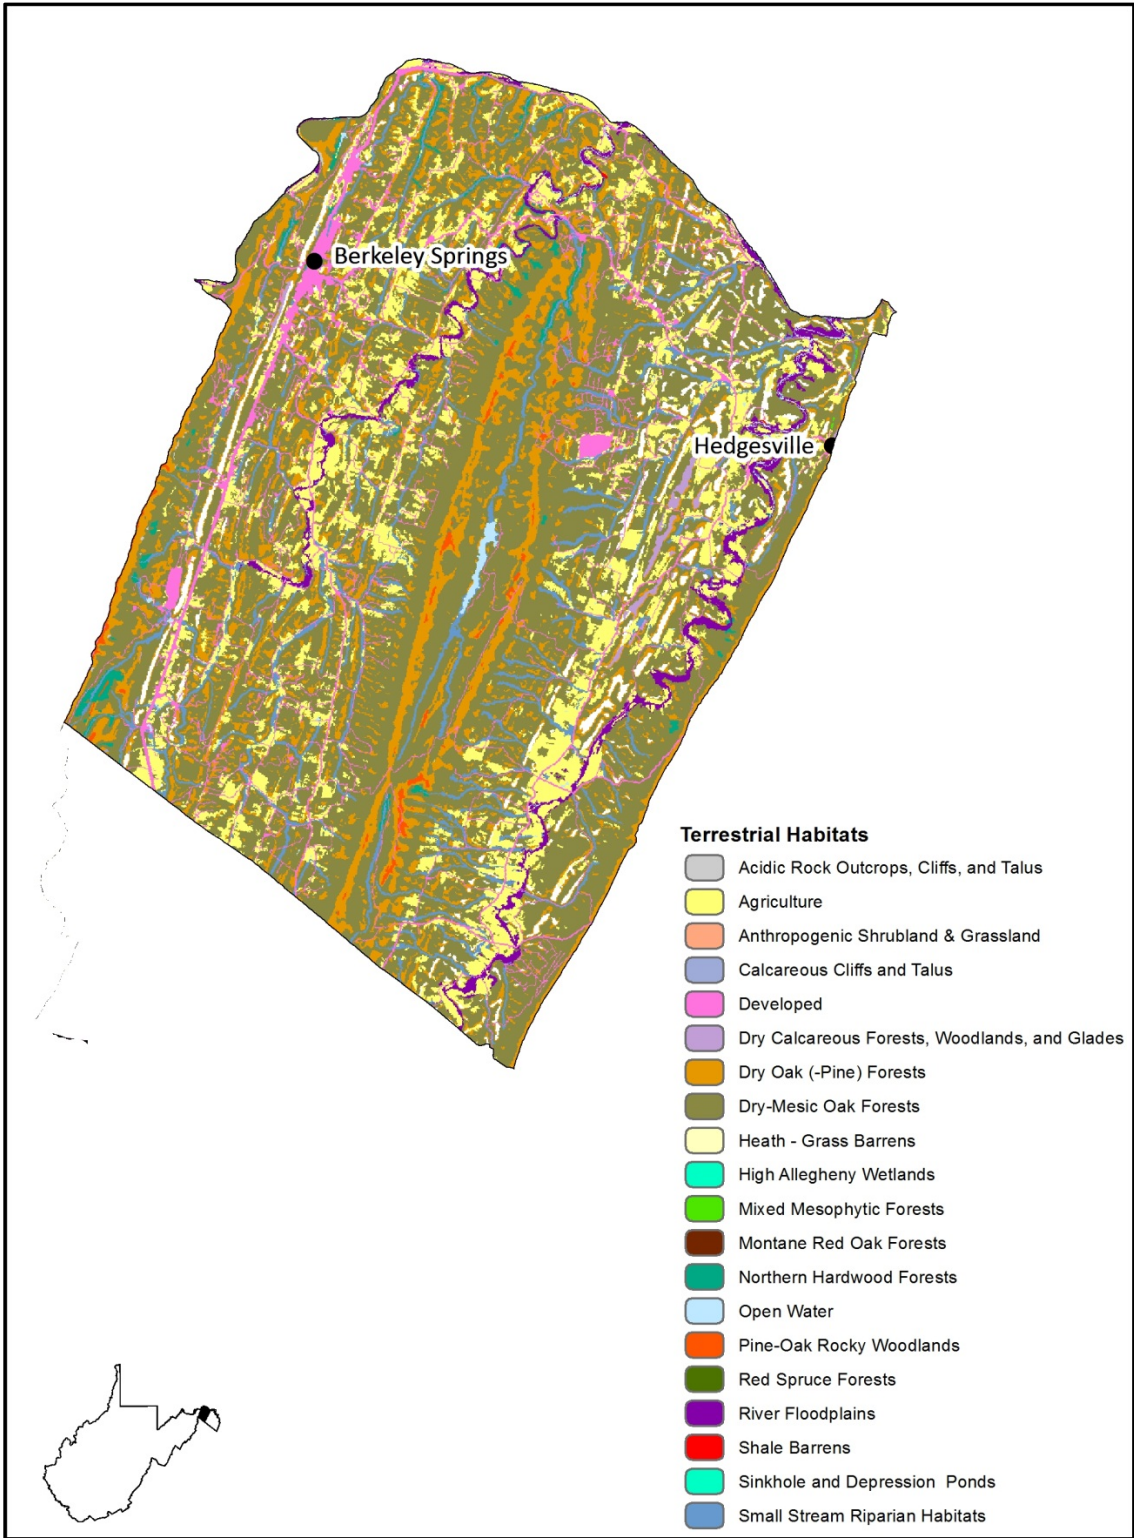 Berkeley Springs
Hedgesville
Terrestrial Habitats
Acidic Rock Outcrops, Cliffs, and Talus
Agriculture
Anthropogenic Shrubland & Grassland
Calcareous Cliffs and Talus
Developed
Dry Calcareous Forests, Woodlands, and Glades
Dry Oak (-Pine) Forests
Dry-Mesic Oak Forests
Heath - Grass Barrens
High Allegheny Wetlands
Mixed Mesophytic Forests
Montane Red Oak Forests
Northern Hardwood Forests
Open Water
Pine-Oak Rocky Woodlands
Red Spruce Forests
River Floodplains
Shale Barrens
Sinkhole and Depression  Ponds
Small Stream Riparian Habitats